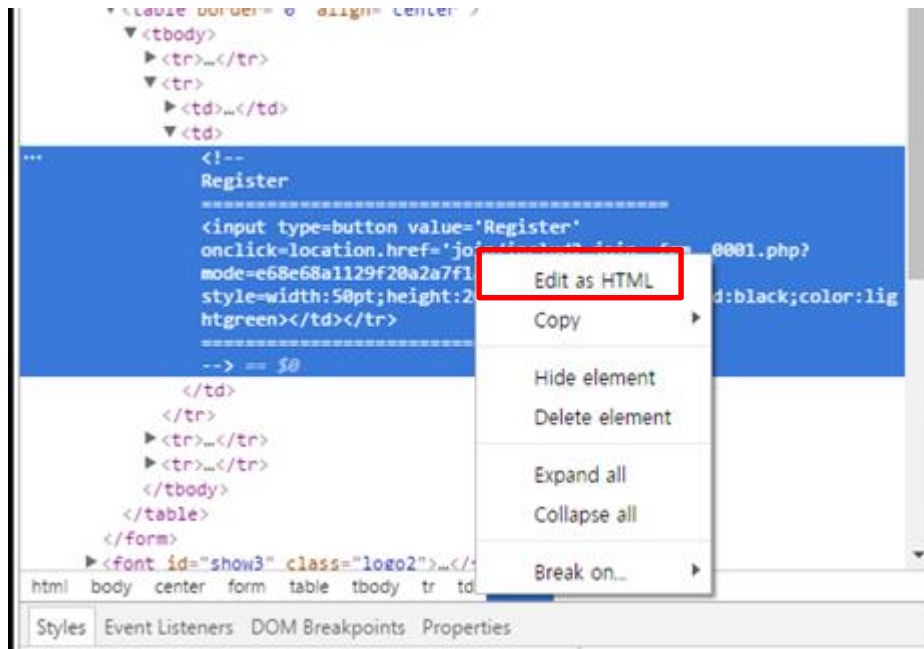 <table border="0" align="center">
▼<tbody>
▶<tr>…</tr>
▼<tr>
▶<td>…</td>
▼<td>
<!--
Register
===========================================
<input type=button value='Register'
onclick=location.href='join 0001.php?
mode=e68e68a1129f20a2a7f1
style=width:50pt;height:2 d:black;color:lig
htgreen></td></tr>
=========================
--> == $0
</td>
</tr>
▶<tr>…</tr>
▶<tr>…</tr>
</tbody>
</table>
</form>
▶<font id="show3" class="logo2">…</
html body center form table tbody tr td
Edit as HTML
Copy
Hide element
Delete element
Expand all
Collapse all
Break on...
Styles Event Listeners DOM Breakpoints Properties